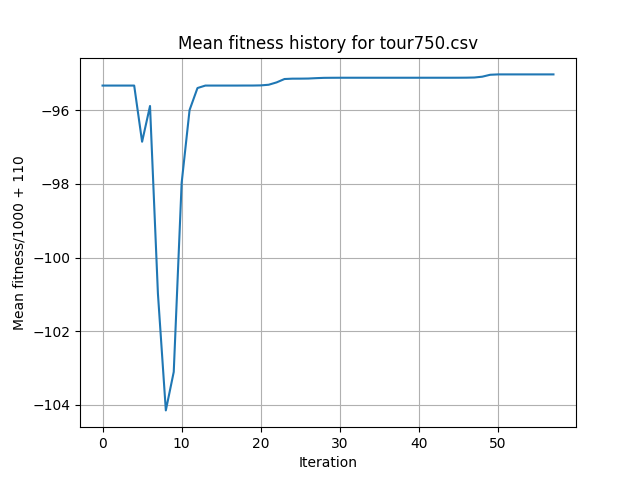 Mean fitness history for tour750.csv
Mean fitness/1000 + 110
−96
−98
−100
−102
−104
0 10 20 30 40 50
Iteration